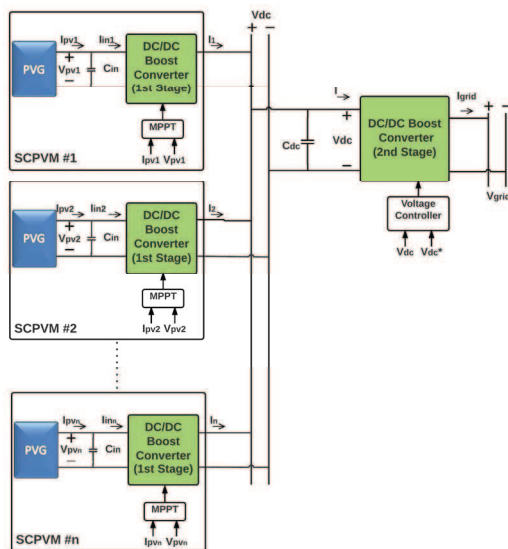 Ipv1
Iin1
PVG
+
Vpv1
−
Cin
DC/DC
Boost
Converter
(1st Stage)
I1
MPPT
Ipv1 Vpv1
SCPVM #1
Ipv2
Iin2
PVG
+
Vpv2
−
Cin
DC/DC
Boost
Converter
(1st Stage)
I2
MPPT
Ipv2 Vpv2
SCPVM #2
Ipvn
Iinn
PVG
+
Vpvn
−
Cin
DC/DC
Boost
Converter
(1st Stage)
In
MPPT
Ipvn Vpvn
SCPVM #n
Vdc
+ −
I
+
Cdc
Vdc
−
DC/DC Boost
Converter
(2nd Stage)
Voltage
Controller
Vdc Vdc*
Igrid
+ −
Vgrid